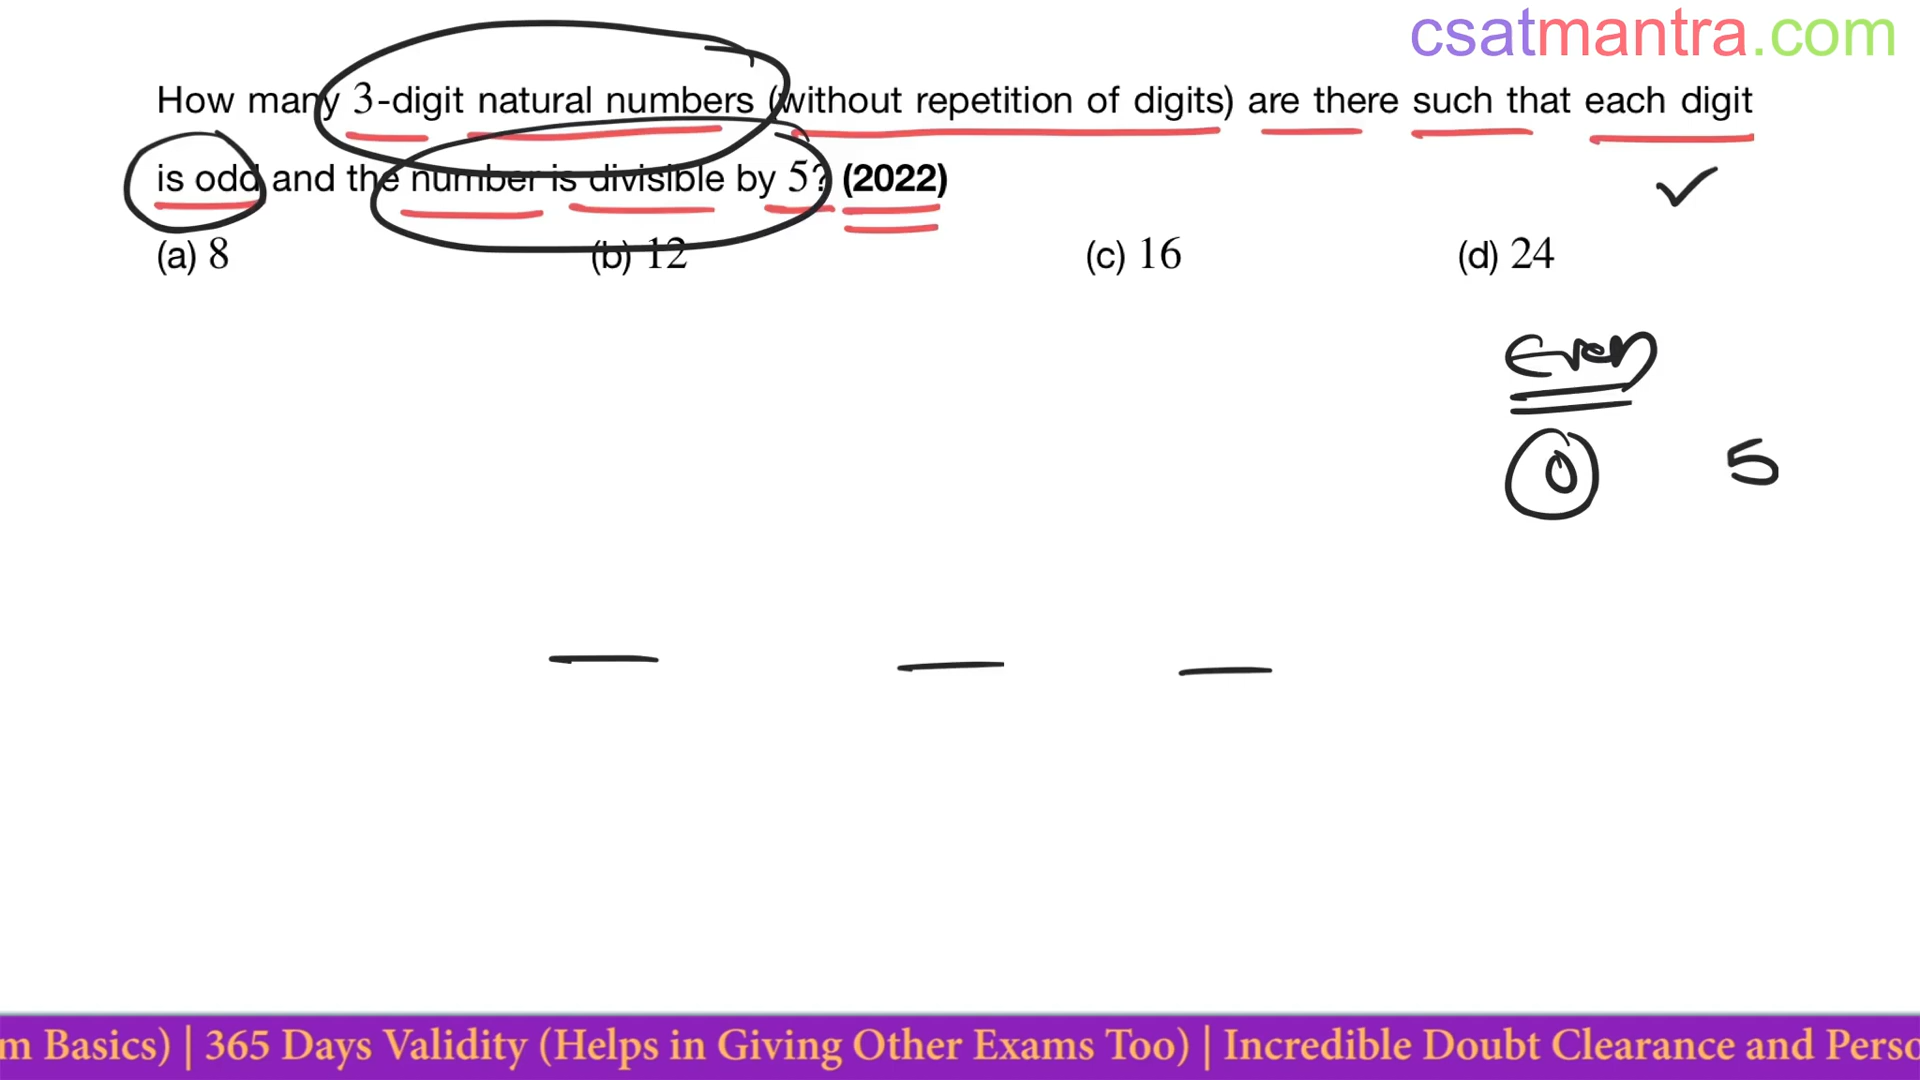 csatmantra.com
How many 3-digit natural numbers (without repetition of digits) are there such that each digit
is odd and the number is divisible by 5? (2022)
(a) 8 (b) 12 (c) 16 (d) 24
Even
0 5
m Basics) | 365 Days Validity (Helps in Giving Other Exams Too) | Incredible Doubt Clearance and Perso